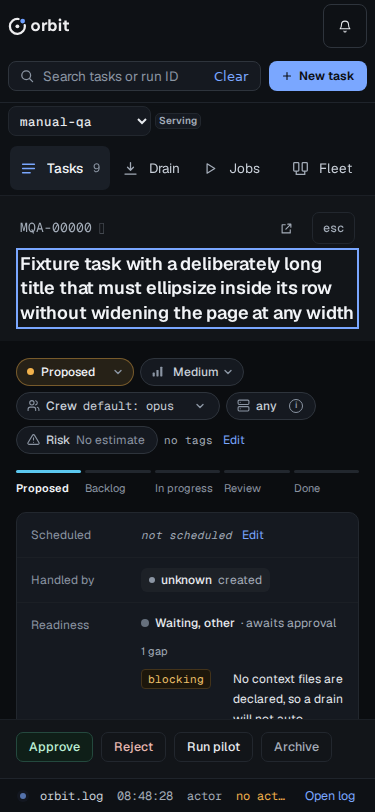 orbit
Search tasks or run ID Clear
+ New task
manual-qa Serving
Tasks 9 Drain Jobs Fleet
MQA-00000 esc
Fixture task with a deliberately long
title that must ellipsize inside its row
without widening the page at any width
Proposed Medium
Crew default: opus any
Risk No estimate no tags Edit
Proposed Backlog In progress Review Done
Scheduled not scheduled Edit
Handled by unknown created
Readiness Waiting, other · awaits approval
1 gap
blocking No context files are
declared, so a drain
will not auto
Approve Reject Run pilot Archive
orbit.log 08:48:28 actor no act… Open log